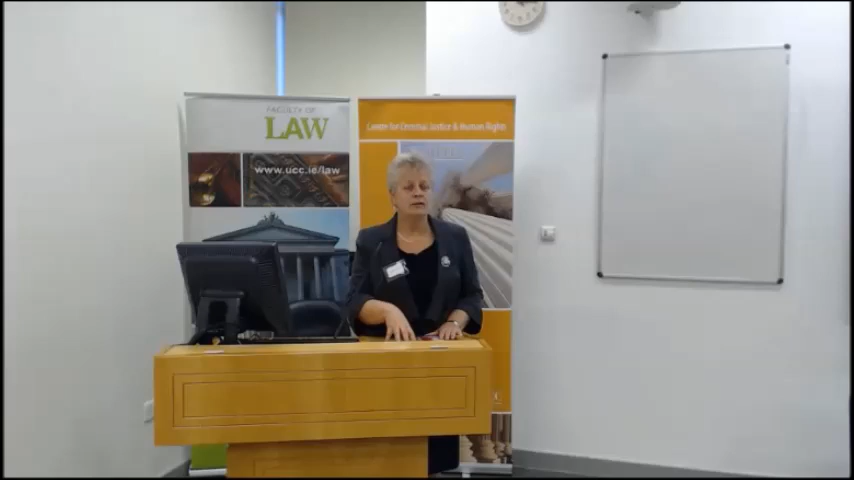 FACULTY OF
LAW
www.ucc.ie/law
Centre for Criminal Justice & Human Rights